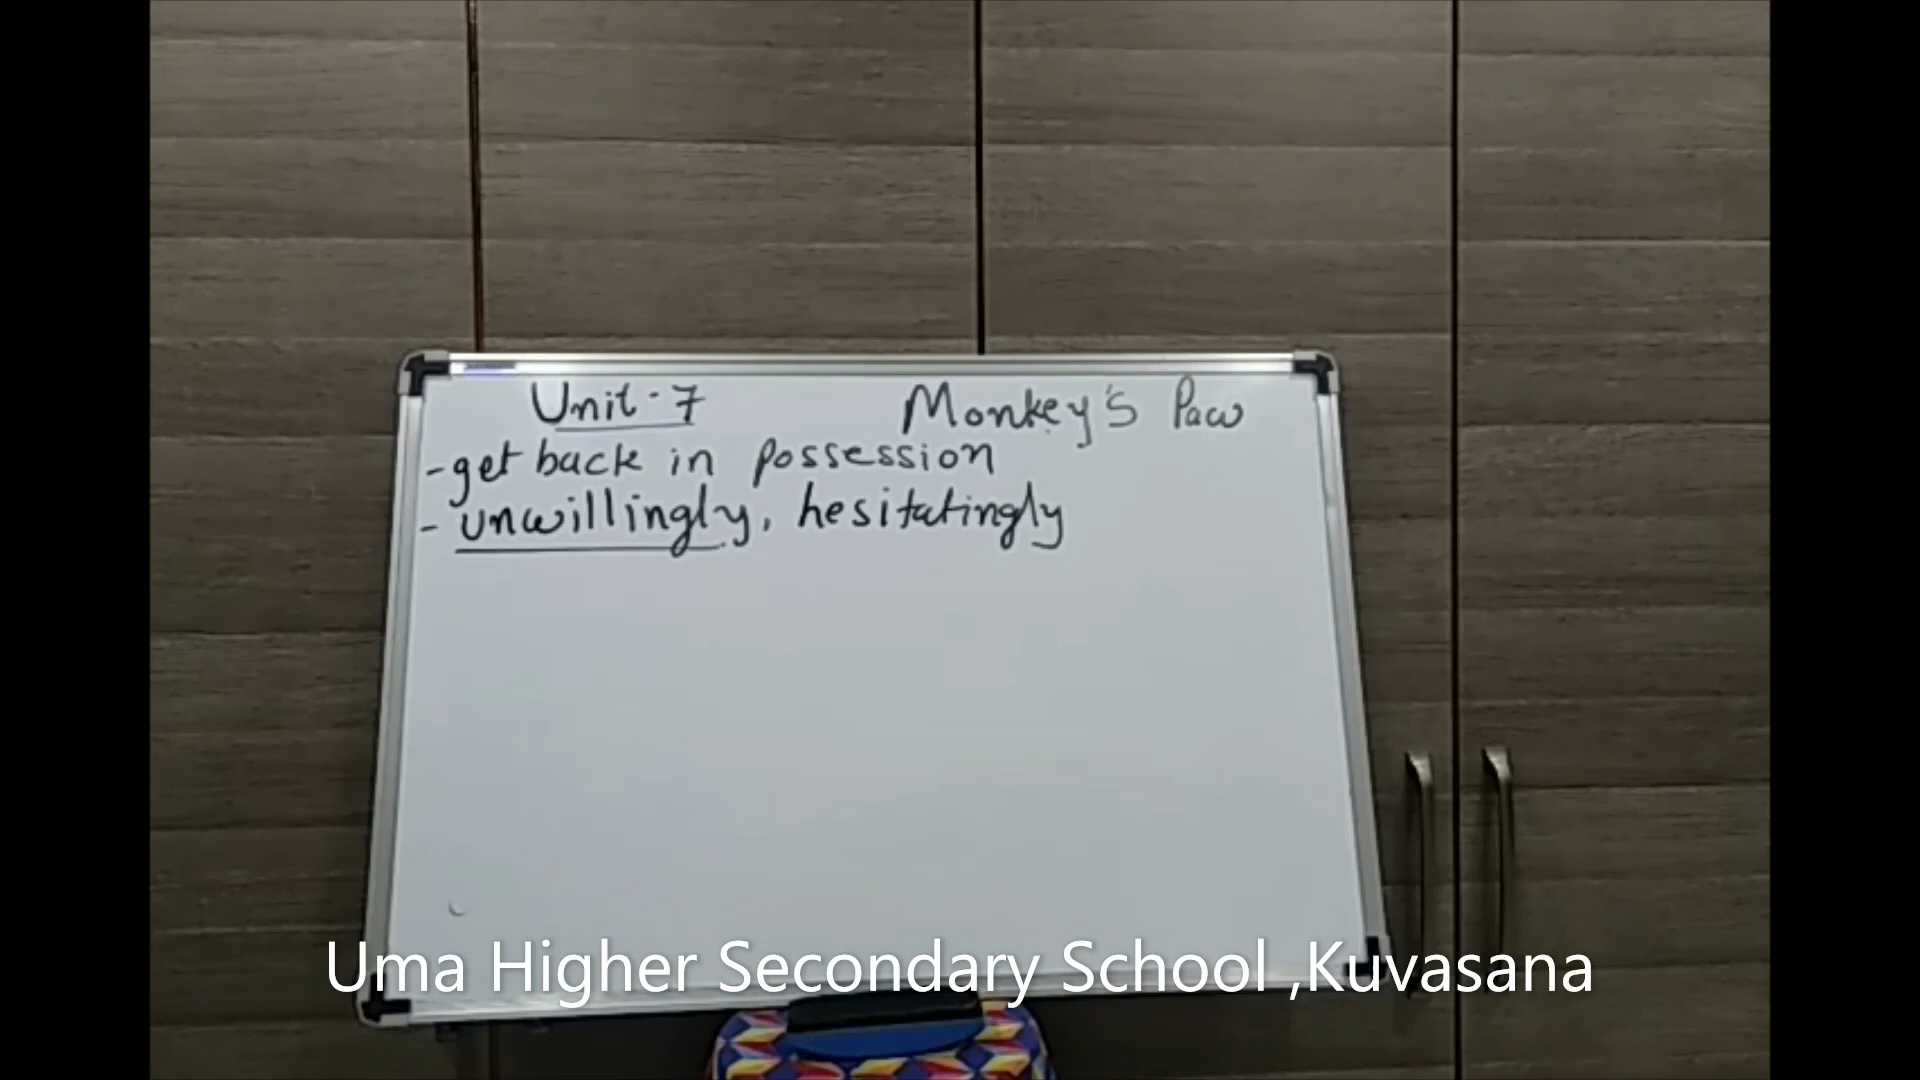 Unit-7 Monkey's Paw
-get back in possession
- unwillingly, hesitatingly
Uma Higher Secondary School ,Kuvasana